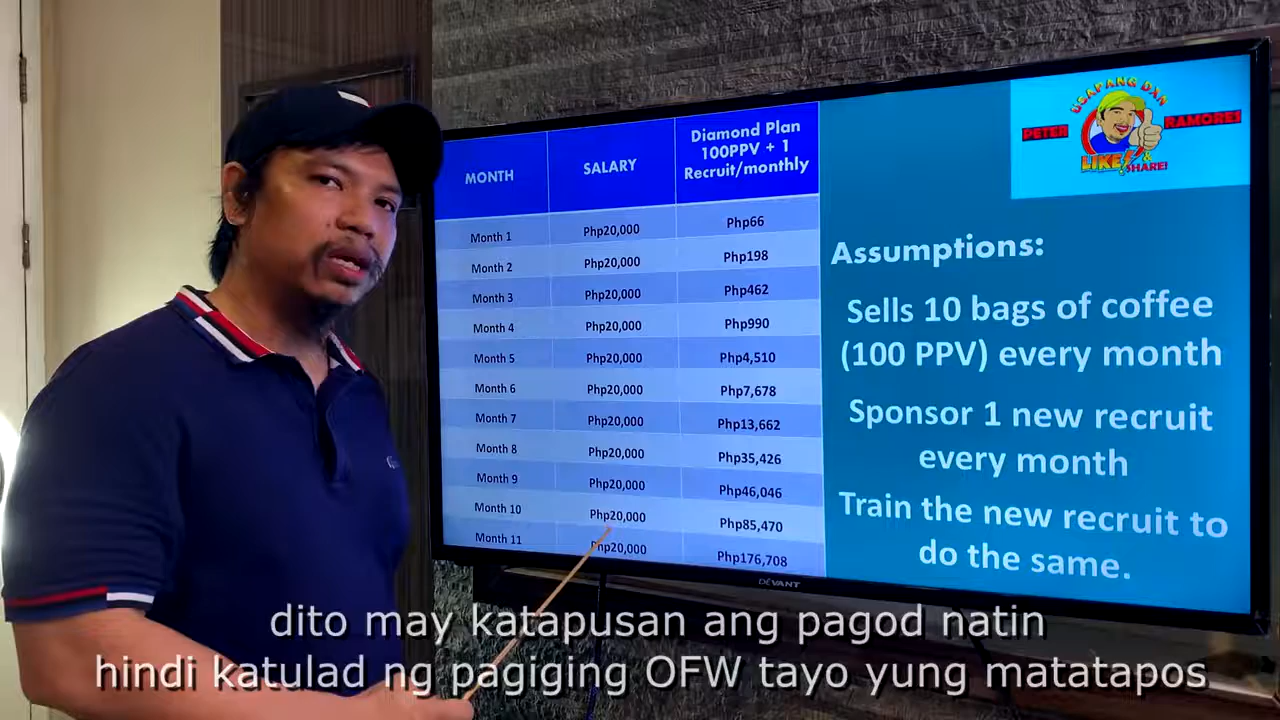 UGAPANG DXN
PETER
RAMORES
LIKE &
SHARE!
MONTH SALARY Diamond Plan
100PPV + 1
Recruit/monthly
Month 1 Php20,000 Php66
Month 2 Php20,000 Php198
Month 3 Php20,000 Php462
Month 4 Php20,000 Php990
Month 5 Php20,000 Php4,510
Month 6 Php20,000 Php7,678
Month 7 Php20,000 Php13,662
Month 8 Php20,000 Php35,426
Month 9 Php20,000 Php46,046
Month 10 Php20,000 Php85,470
Month 11 Php20,000 Php176,708
Assumptions:
Sells 10 bags of coffee
(100 PPV) every month
Sponsor 1 new recruit
every month
Train the new recruit to
do the same.
DEVANT
dito may katapusan ang pagod natin
hindi katulad ng pagiging OFW tayo yung matatapos